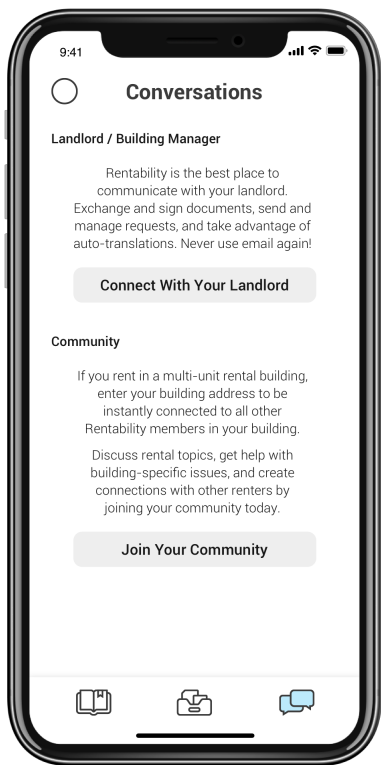 9:41
Conversations
Landlord / Building Manager
Rentability is the best place to
communicate with your landlord.
Exchange and sign documents, send and
manage requests, and take advantage of
auto-translations. Never use email again!
Connect With Your Landlord
Community
If you rent in a multi-unit rental building,
enter your building address to be
instantly connected to all other
Rentability members in your building.
Discuss rental topics, get help with
building-specific issues, and create
connections with other renters by
joining your community today.
Join Your Community